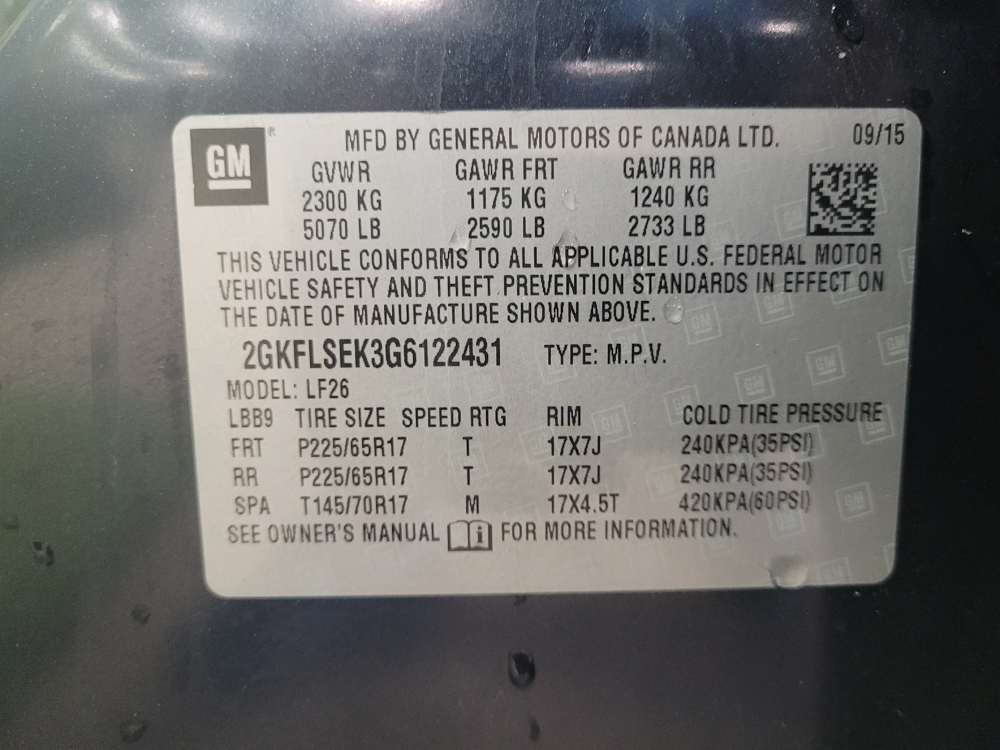 GM ® MFD BY GENERAL MOTORS OF CANADA LTD. 09/15
GVWR GAWR FRT GAWR RR
2300 KG 1175 KG 1240 KG
5070 LB 2590 LB 2733 LB
THIS VEHICLE CONFORMS TO ALL APPLICABLE U.S. FEDERAL MOTOR
VEHICLE SAFETY AND THEFT PREVENTION STANDARDS IN EFFECT ON
THE DATE OF MANUFACTURE SHOWN ABOVE.
2GKFLSEK3G6122431 TYPE: M.P.V.
MODEL: LF26
LBB9 TIRE SIZE SPEED RTG RIM COLD TIRE PRESSURE
FRT P225/65R17 T 17X7J 240KPA(35PSI)
RR P225/65R17 T 17X7J 240KPA(35PSI)
SPA T145/70R17 M 17X4.5T 420KPA(60PSI)
SEE OWNER'S MANUAL i FOR MORE INFORMATION.